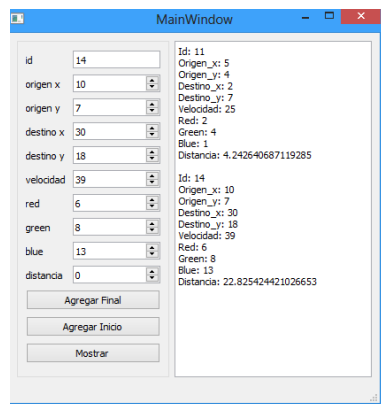 MainWindow
id 14
origen x 10
origen y 7
destino x 30
destino y 18
velocidad 39
red 6
green 8
blue 13
distancia 0
Agregar Final
Agregar Inicio
Mostrar
Id: 11
Origen_x: 5
Origen_y: 4
Destino_x: 2
Destino_y: 7
Velocidad: 25
Red: 2
Green: 4
Blue: 1
Distancia: 4.242640687119285
Id: 14
Origen_x: 10
Origen_y: 7
Destino_x: 30
Destino_y: 18
Velocidad: 39
Red: 6
Green: 8
Blue: 13
Distancia: 22.825424421026653